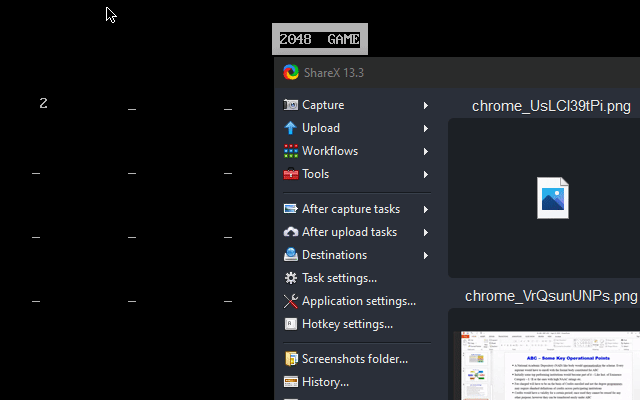 2048 GAME
ShareX 13.3
2 _ _
_ _ _
_ _ _
_ _ _
Capture
Upload
Workflows
Tools
After capture tasks
After upload tasks
Destinations
Task settings...
Application settings...
Hotkey settings...
Screenshots folder...
History...
chrome_UsLCl39tPi.png
chrome_VrQsunUNPs.png
ABC – Some Key Operational Points